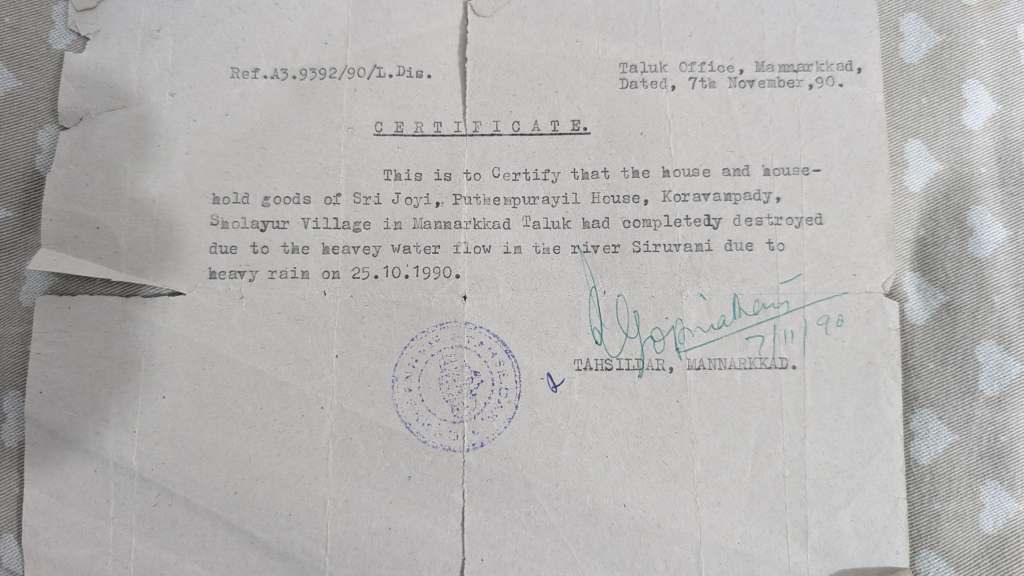 Ref.A3.9392/90/L.Dis.
Taluk Office, Mannarkkad,
Dated, 7th November,90.
CERTIFICATE.
This is to Certify that the house and house-
hold goods of Sri Joyi, Puthenpurayil House, Koravanpady,
Sholayur Village in Mannarkkad Taluk had completedy destroyed
due to the heavey water flow in the river Siruvani due to
heavy rain on 25.10.1990.
7/11/90
TAHSILDAR, MANNARKKAD.